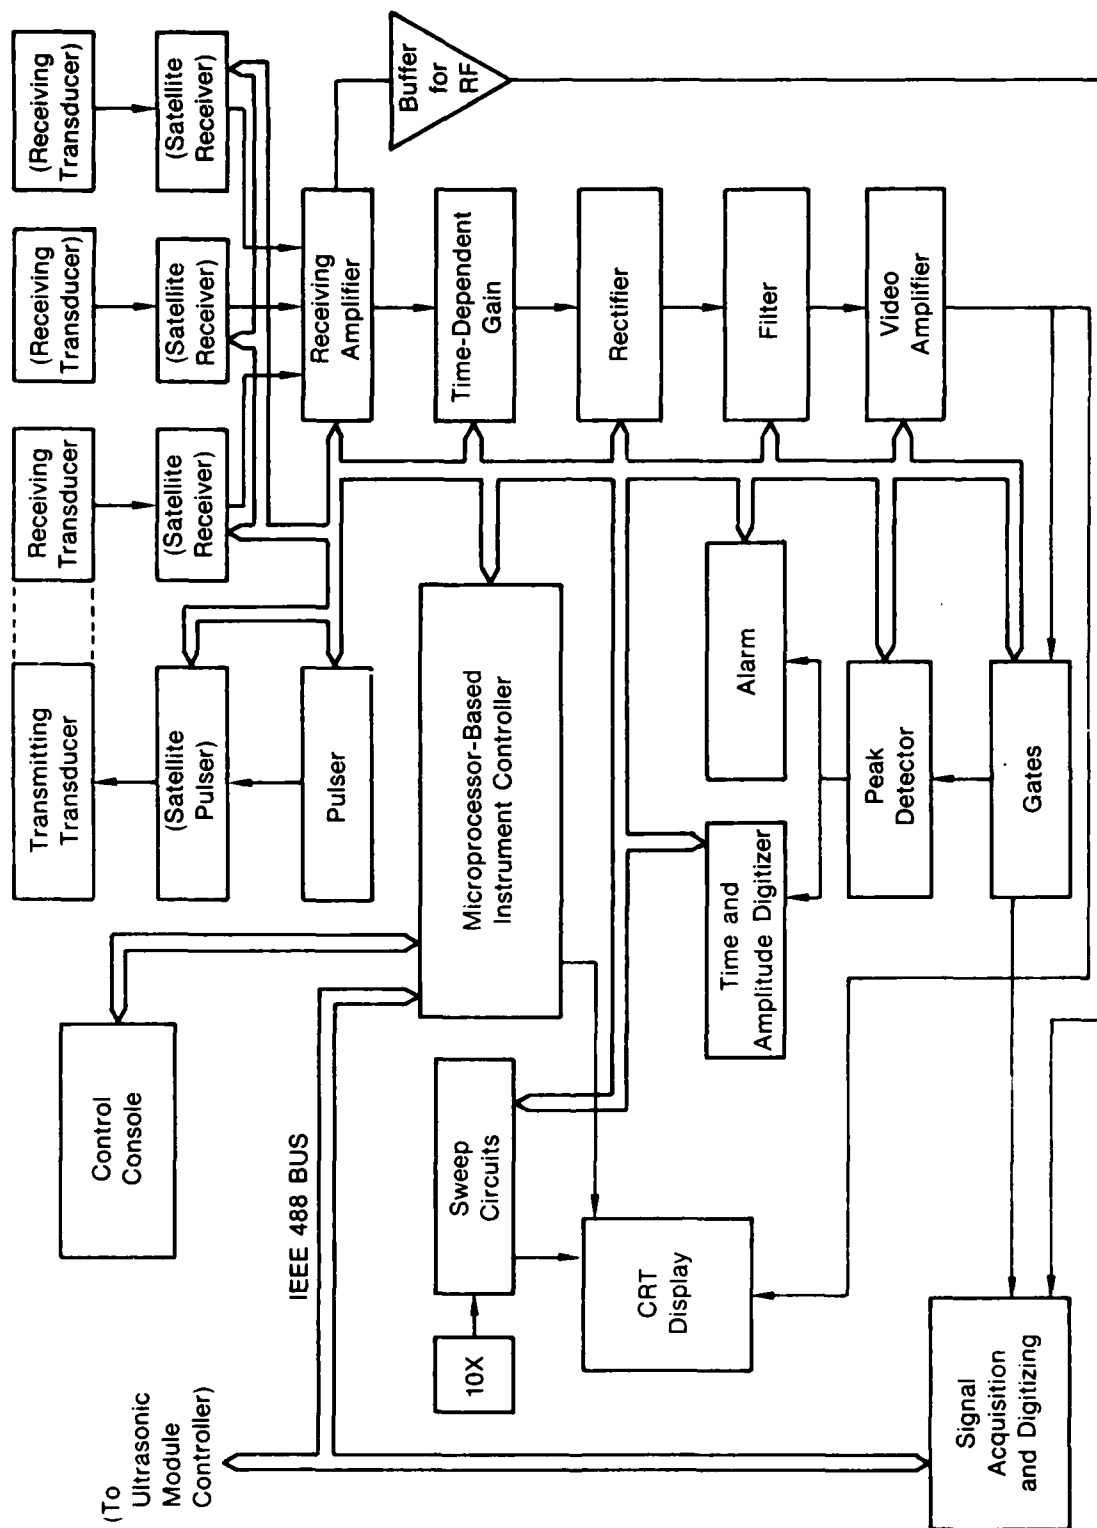 (To
Ultrasonic
Module
Controller)
Control
Console
Transmitting
Transducer
Receiving
Transducer
(Receiving
Transducer)
(Receiving
Transducer)
(Satellite
Pulser)
(Satellite
Receiver)
(Satellite
Receiver)
(Satellite
Receiver)
IEEE 488 BUS
Pulser
Receiving
Amplifier
Buffer
for
RF
10X
Sweep
Circuits
Microprocessor-Based
Instrument Controller
Time-Dependent
Gain
CRT
Display
Rectifier
Time and
Amplitude Digitizer
Alarm
Filter
Peak
Detector
Video
Amplifier
Signal
Acquisition
and Digitizing
Gates